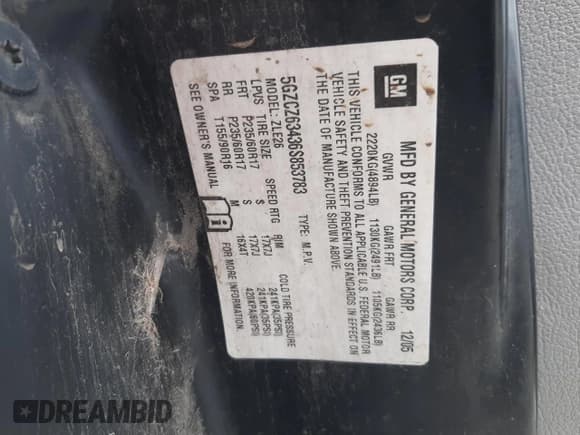 GM
MFD BY GENERAL MOTORS CORP. 12/05
GVWR GAWR FRT GAWR RR
2220KG(4894LB) 1130KG(2491LB) 1105KG(2436LB)
THIS VEHICLE CONFORMS TO ALL APPLICABLE U.S. FEDERAL MOTOR
VEHICLE SAFETY AND THEFT PREVENTION STANDARDS IN EFFECT ON
THE DATE OF MANUFACTURE SHOWN ABOVE.
5GZCZ63436S853783 TYPE: M.P.V.
MODEL: ZLE26
LPVS TIRE SIZE SPEED RTG RIM COLD TIRE PRESSURE
FRT P235/60R17 S 17X7J 241KPA(35PSI)
RR P235/60R17 S 17X7J 241KPA(35PSI)
SPA T155/90R16 M 16X4T 420KPA(60PSI)
SEE OWNER'S MANUAL i FOR MORE INFORMATION.
DREAMBID